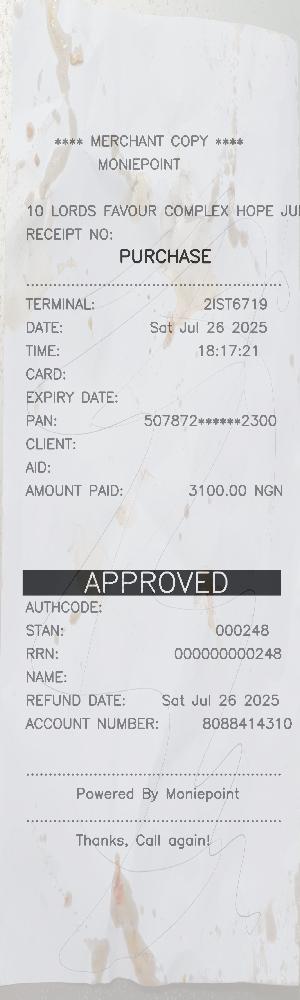 **** MERCHANT COPY ****
MONIEPOINT
10 LORDS FAVOUR COMPLEX HOPE
RECEIPT NO:
PURCHASE
TERMINAL: 2IST6719
DATE: Sat Jul 26 2025
TIME: 18:17:21
CARD:
EXPIRY DATE:
PAN: 507872******2300
CLIENT:
AID:
AMOUNT PAID: 3100.00 NGN
APPROVED
AUTHCODE:
STAN: 000248
RRN: 000000000248
NAME:
REFUND DATE: Sat Jul 26 2025
ACCOUNT NUMBER: 8088414310
Powered By Moniepoint
Thanks, Call again!